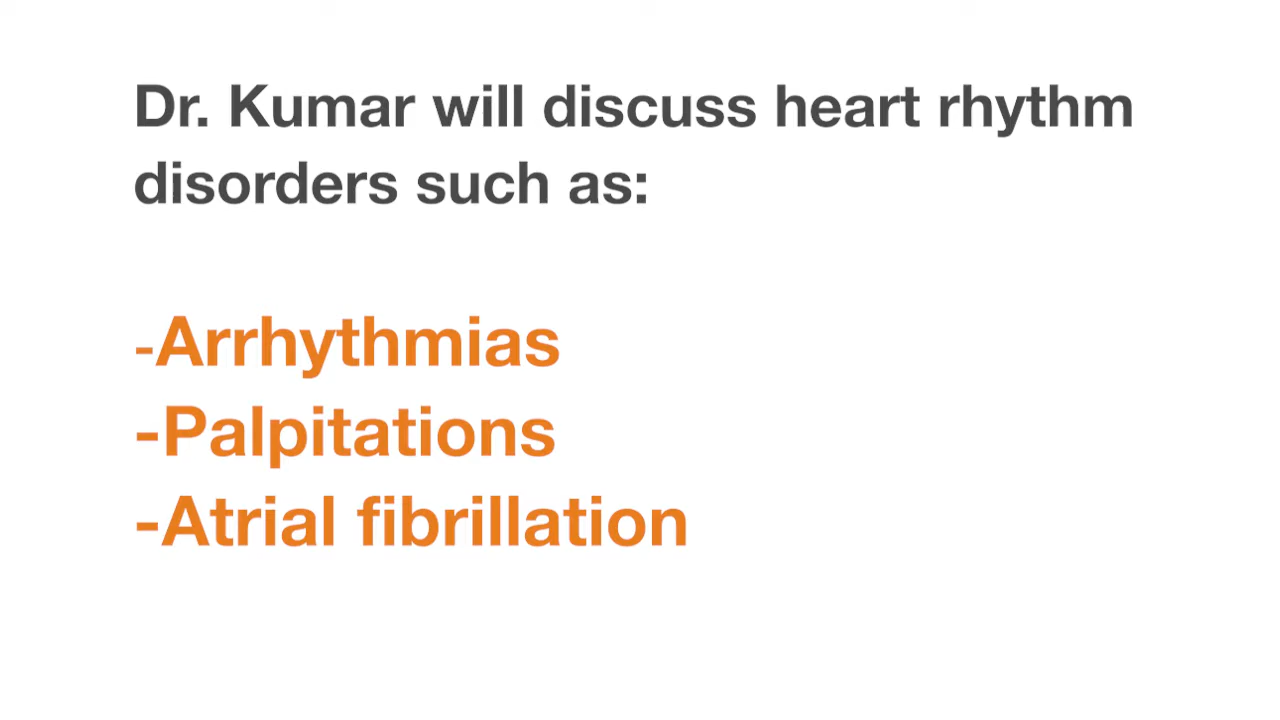 Dr. Kumar will discuss heart rhythm
disorders such as:
-Arrhythmias
-Palpitations
-Atrial fibrillation